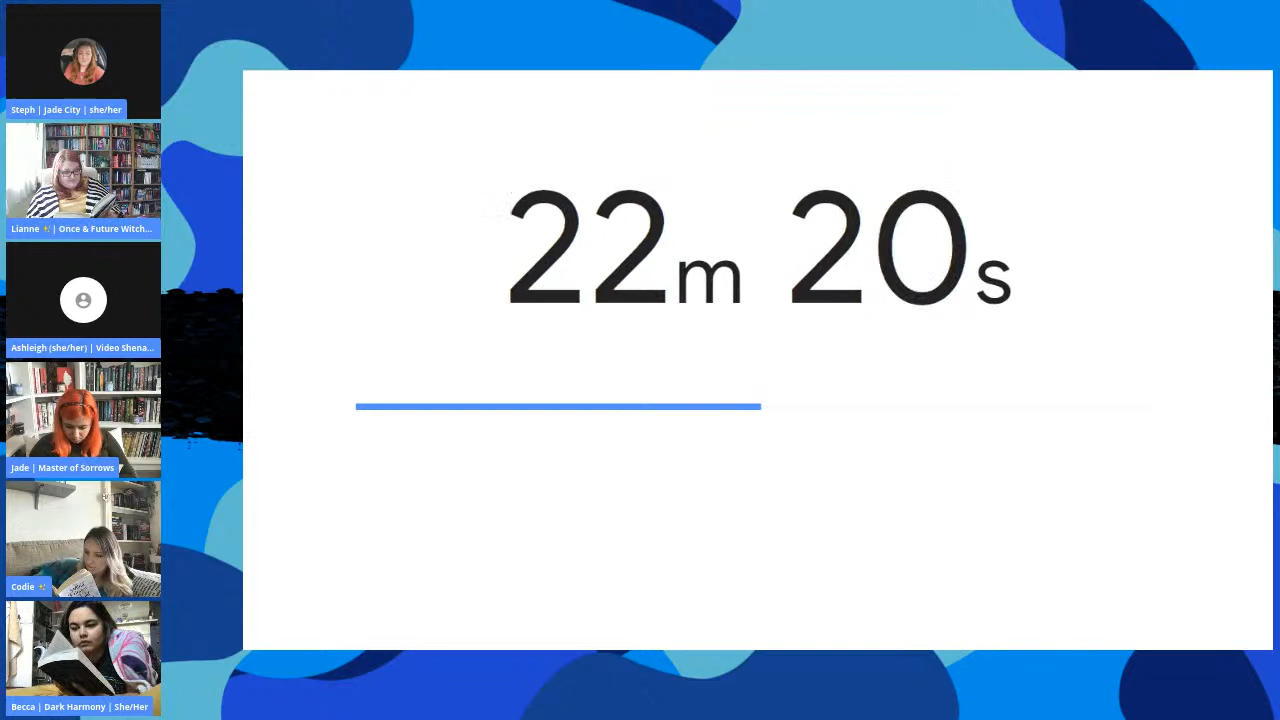 Steph | Jade City | she/her
Lianne ✨ | Once & Future Witch...
Ashleigh (she/her) | Video Shena...
Jade | Master of Sorrows
Codie ✨
Becca | Dark Harmony | She/Her
22m 20s